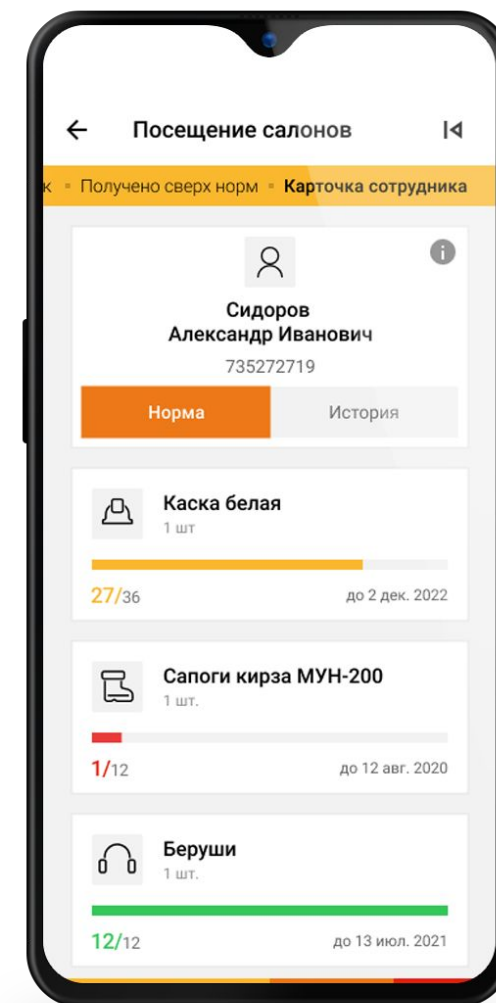 Посещение салонов
к ▪ Получено сверх норм ▪ Карточка сотрудника
Сидоров
Александр Иванович
735272719
Норма История
Каска белая
1 шт
27/36 до 2 дек. 2022
Сапоги кирза МУН-200
1 шт.
1/12 до 12 авг. 2020
Беруши
1 шт.
12/12 до 13 июл. 2021